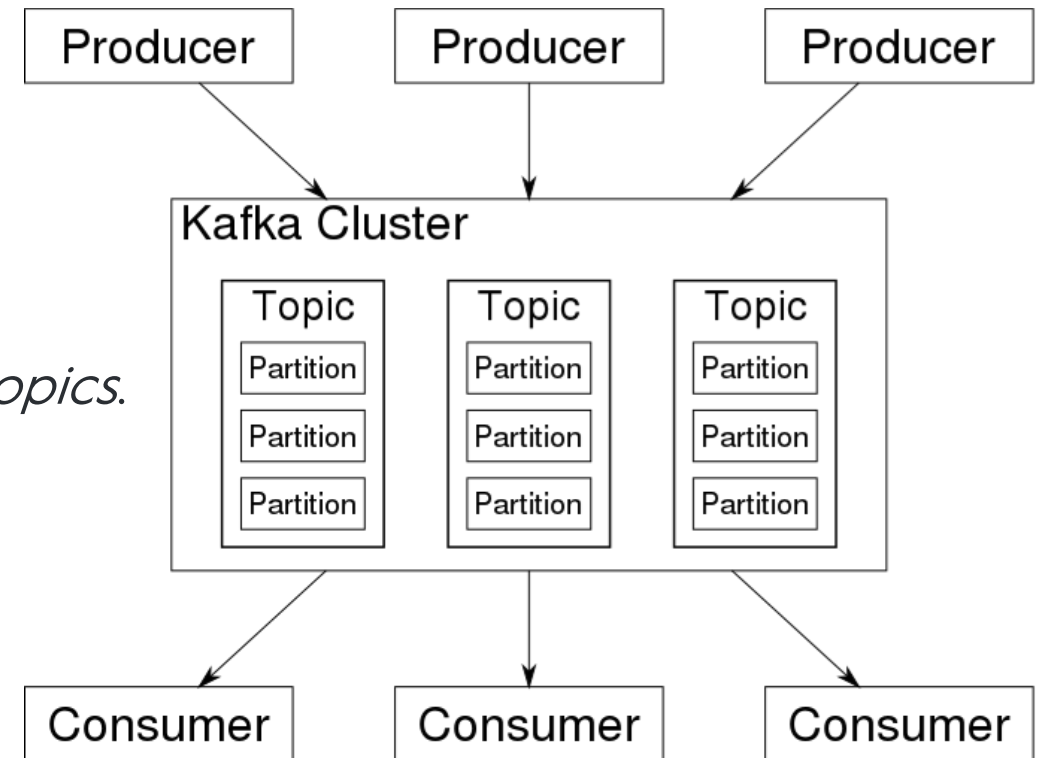 Producer Producer Producer
Kafka Cluster
Topic Topic Topic
Partition Partition Partition
opics.
Partition Partition Partition
Partition Partition Partition
Consumer Consumer Consumer